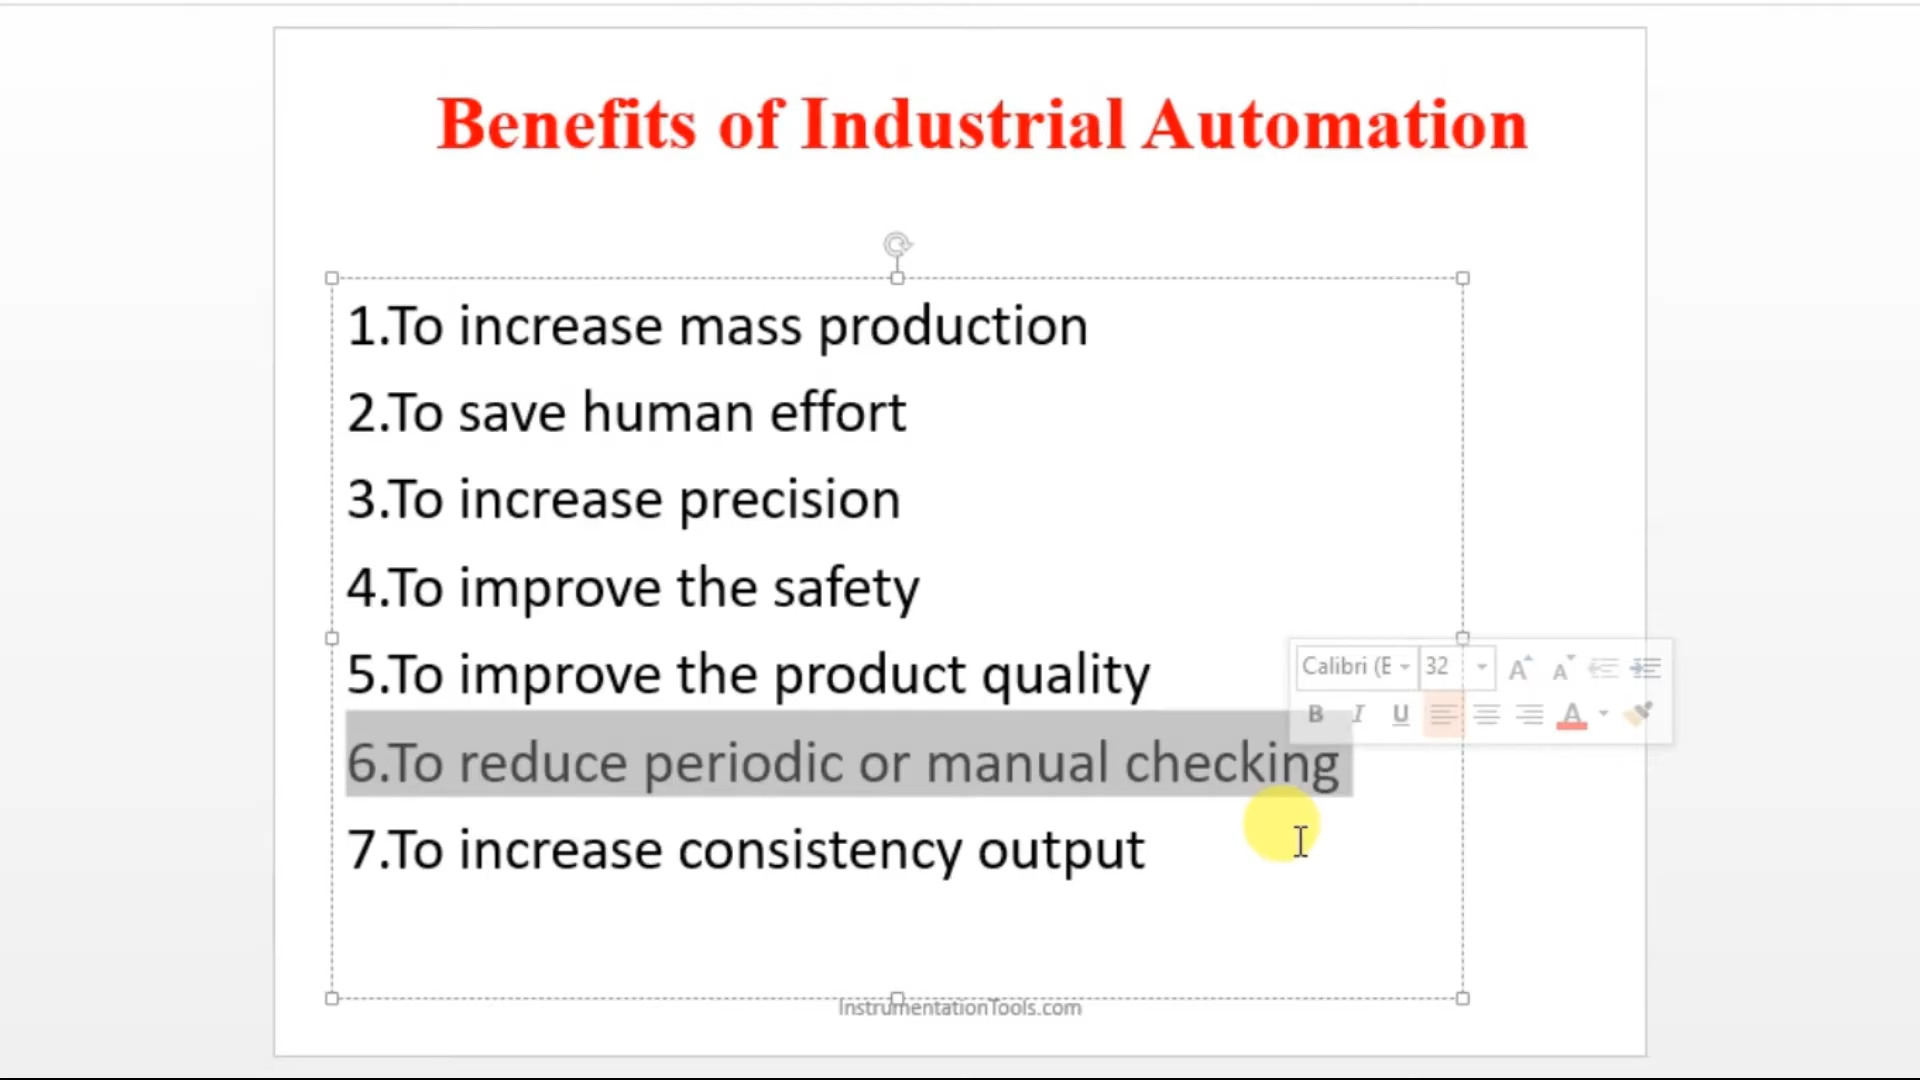 Benefits of Industrial Automation
1.To increase mass production
2.To save human effort
3.To increase precision
4.To improve the safety
5.To improve the product quality
Calibri (E 32 A A
B I U A
6.To reduce periodic or manual checking
7.To increase consistency output
InstrumentationTools.com